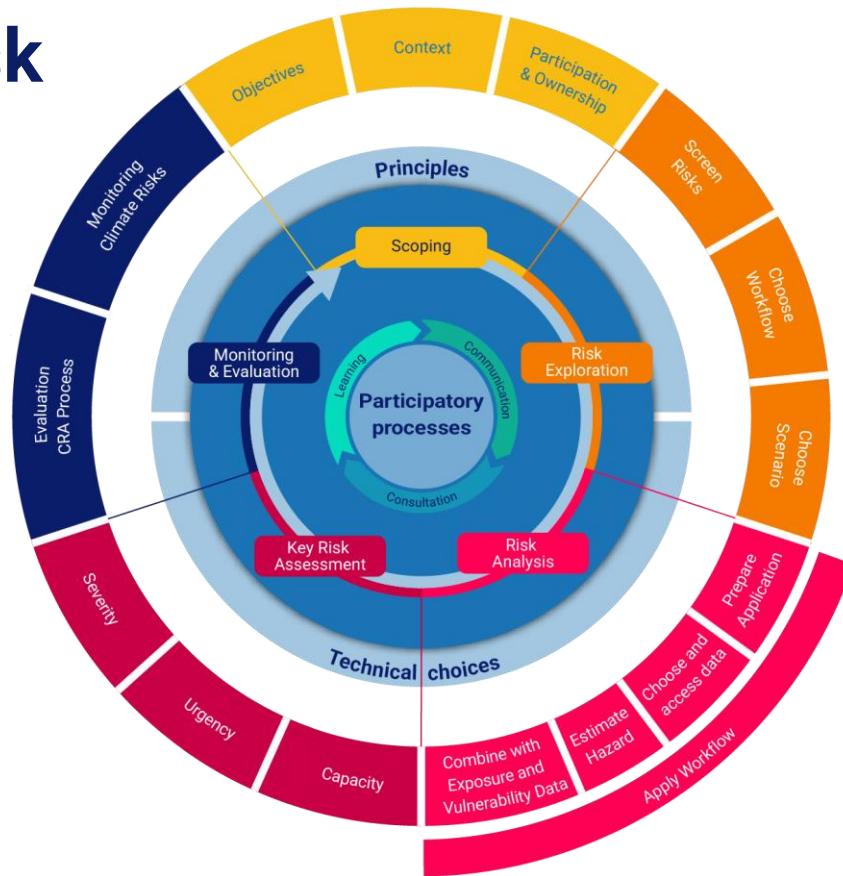 sk
Objectives
Context
Participation
& Ownership
Screen
Risks
Choose
Workflow
Choose
Scenario
Prepare
Application
Choose and
access data
Estimate
Hazard
Combine with
Exposure and
Vulnerability Data
Apply Workflow
Capacity
Urgency
Severity
Evaluation
CRA Process
Monitoring
Climate Risks
Principles
Scoping
Risk
Exploration
Risk
Analysis
Key Risk
Assessment
Monitoring
& Evaluation
Learning
Communication
Consultation
Participatory
processes
Technical choices